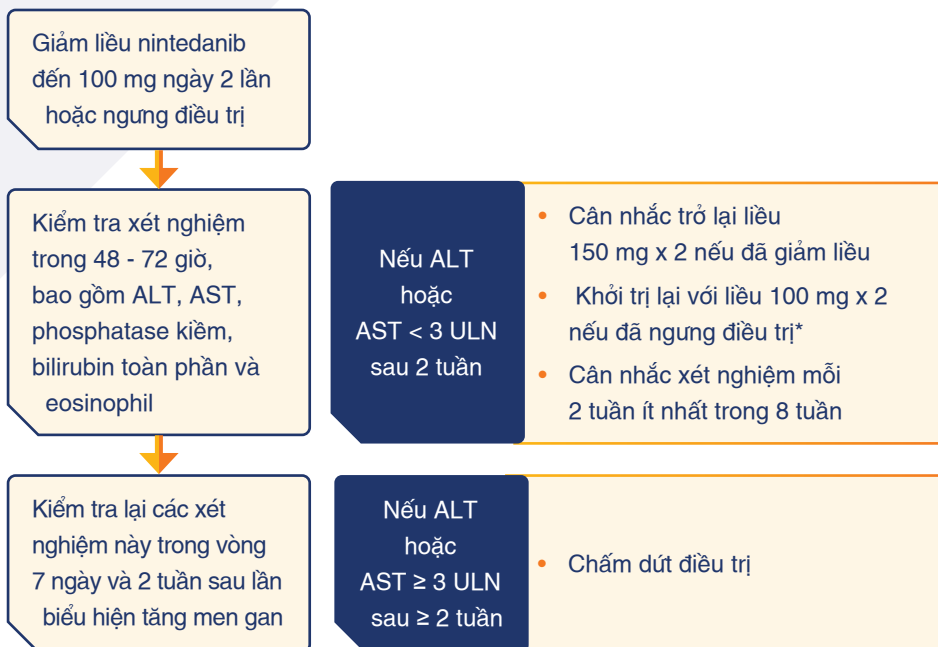 Giảm liều nintedanib
đến 100 mg ngày 2 lần
hoặc ngưng điều trị
Kiểm tra xét nghiệm
trong 48 - 72 giờ,
bao gồm ALT, AST,
phosphatase kiềm,
bilirubin toàn phần và
eosinophil
Nếu ALT
hoặc
AST < 3 ULN
sau 2 tuần
• Cân nhắc trở lại liều
150 mg x 2 nếu đã giảm liều
• Khởi trị lại với liều 100 mg x 2
nếu đã ngưng điều trị*
• Cân nhắc xét nghiệm mỗi
2 tuần ít nhất trong 8 tuần
Kiểm tra lại các xét
nghiệm này trong vòng
7 ngày và 2 tuần sau lần
biểu hiện tăng men gan
Nếu ALT
hoặc
AST ≥ 3 ULN
sau ≥ 2 tuần
• Chấm dứt điều trị